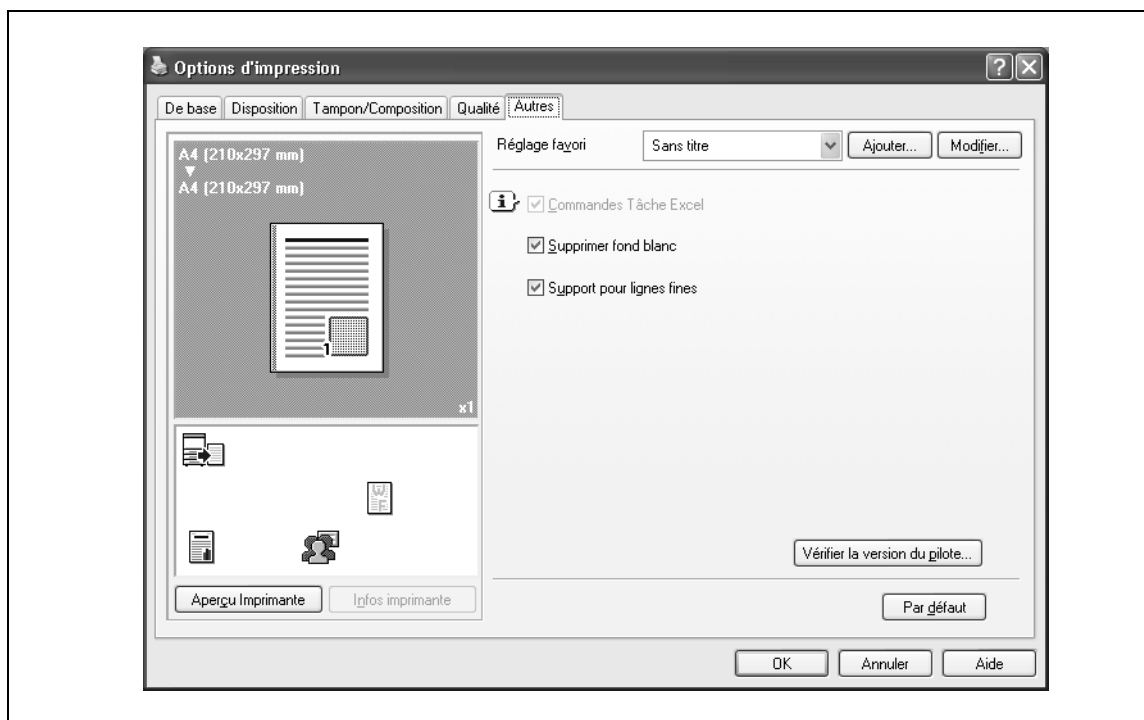 Options d'impression
De base Disposition Tampon/Composition Qualité Autres
A4 (210x297 mm)
A4 (210x297 mm)
1
x1
Aperçu Imprimante Infos imprimante
Réglage favori Sans titre Ajouter... Modifier...
Commandes Tâche Excel
Supprimer fond blanc
Support pour lignes fines
Vérifier la version du pilote...
Par défaut
OK Annuler Aide